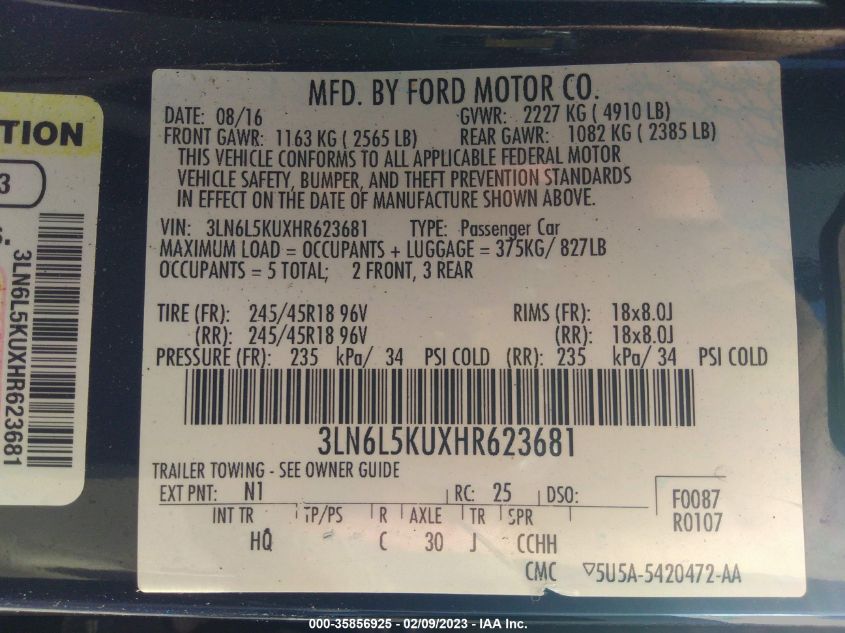 MFD. BY FORD MOTOR CO.
DATE: 08/16 GVWR: 2227 KG ( 4910 LB)
FRONT GAWR: 1163 KG ( 2565 LB) REAR GAWR: 1082 KG ( 2385 LB)
THIS VEHICLE CONFORMS TO ALL APPLICABLE FEDERAL MOTOR
VEHICLE SAFETY, BUMPER, AND THEFT PREVENTION STANDARDS
IN EFFECT ON THE DATE OF MANUFACTURE SHOWN ABOVE.
VIN: 3LN6L5KUXHR623681 TYPE: Passenger Car
MAXIMUM LOAD = OCCUPANTS + LUGGAGE = 375KG/ 827LB
OCCUPANTS = 5 TOTAL; 2 FRONT, 3 REAR
TIRE (FR): 245/45R18 96V RIMS (FR): 18x8.0J
(RR): 245/45R18 96V (RR): 18x8.0J
PRESSURE (FR): 235 kPa/ 34 PSI COLD (RR): 235 kPa/ 34 PSI COLD
3LN6L5KUXHR623681
TRAILER TOWING - SEE OWNER GUIDE
EXT PNT: N1 RC: 25 DSO:
F0087
R0107
INT TR TP/PS R AXLE TR SPR
HQ C 30 J CCHH
CMC ▽5U5A-5420472-AA
TION
3
3LN6L5KUXHR623681
000-35856925 - 02/09/2023 - IAA Inc.